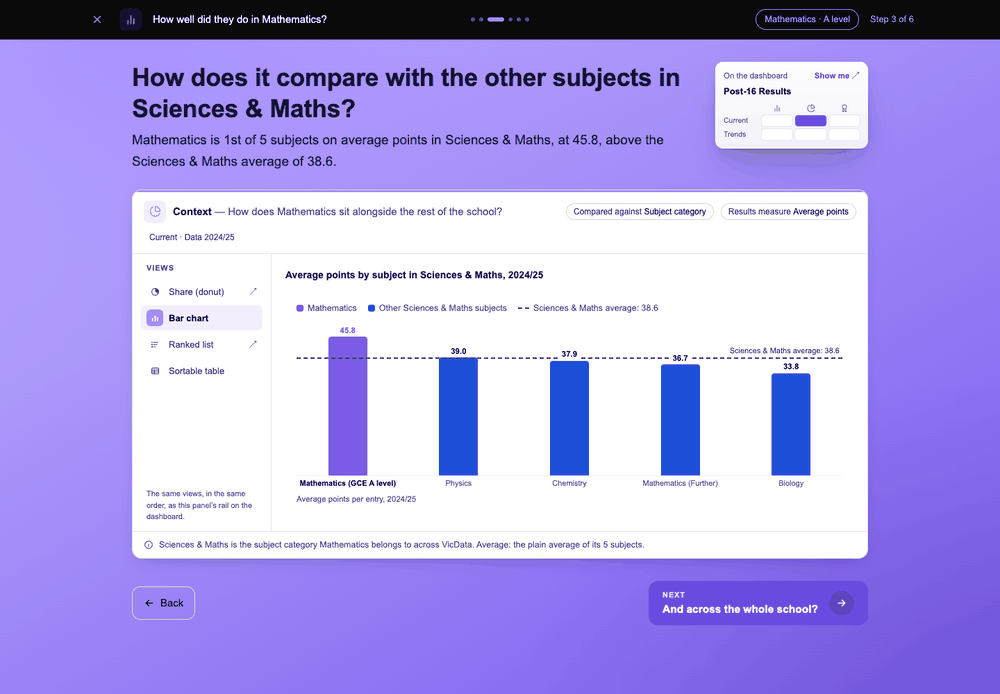 How well did they do in Mathematics?
Mathematics · A level
Step 3 of 6
How does it compare with the other subjects in
Sciences & Maths?
Mathematics is 1st of 5 subjects on average points in Sciences & Maths, at 45.8, above the
Sciences & Maths average of 38.6.
On the dashboard
Show me
Post-16 Results
Current
Trends
Context — How does Mathematics sit alongside the rest of the school?
Compared against Subject category
Results measure Average points
Current · Data 2024/25
VIEWS
Share (donut)
Bar chart
Ranked list
Sortable table
The same views, in the same
order, as this panel's rail on the
dashboard.
Average points by subject in Sciences & Maths, 2024/25
Mathematics
Other Sciences & Maths subjects
Sciences & Maths average: 38.6
45.8
39.0
37.9
36.7
33.8
Sciences & Maths average: 38.6
Mathematics (GCE A level)
Physics
Chemistry
Mathematics (Further)
Biology
Average points per entry, 2024/25
Sciences & Maths is the subject category Mathematics belongs to across VicData. Average: the plain average of its 5 subjects.
Back
NEXT
And across the whole school?